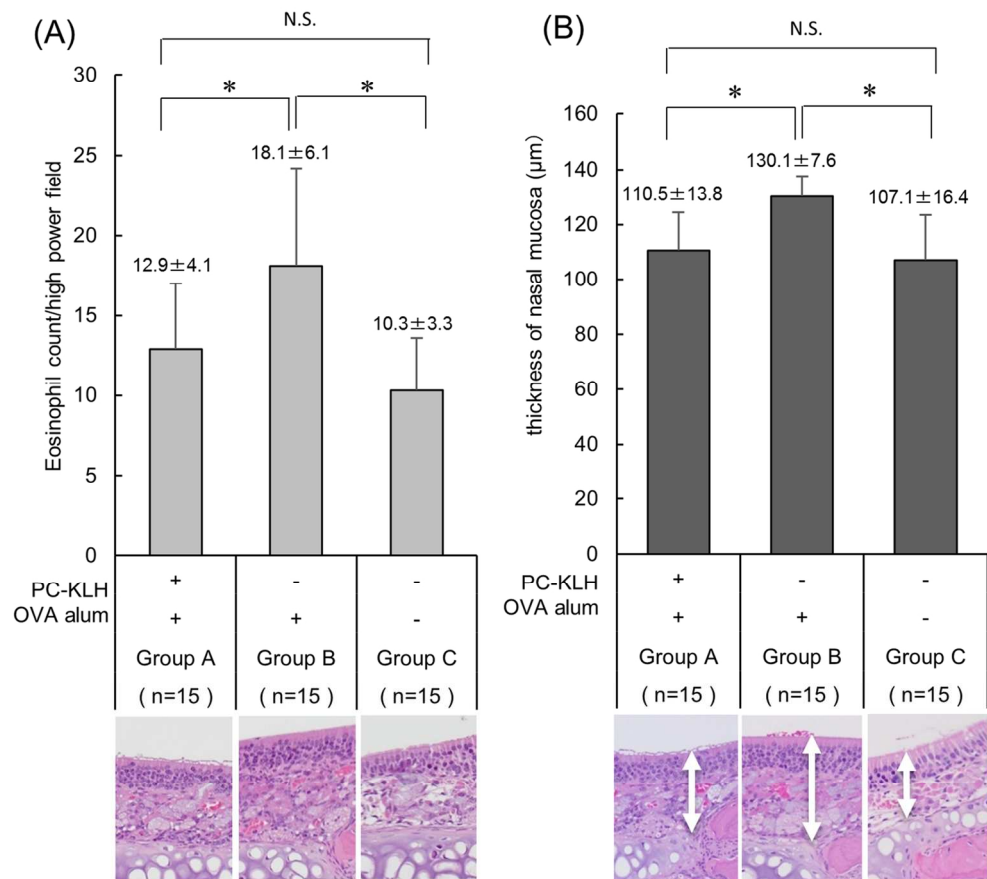 (A)
N.S.
*
*
30
25
20
15
10
5
0
Eosinophil count/high power field
12.9±4.1
18.1±6.1
10.3±3.3
PC-KLH + - -
OVA alum + + -
Group A Group B Group C
( n=15 ) ( n=15 ) ( n=15 )
(B)
N.S.
*
*
160
140
120
100
80
60
40
20
0
thickness of nasal mucosa (μm)
110.5±13.8
130.1±7.6
107.1±16.4
PC-KLH + - -
OVA alum + + -
Group A Group B Group C
( n=15 ) ( n=15 ) ( n=15 )